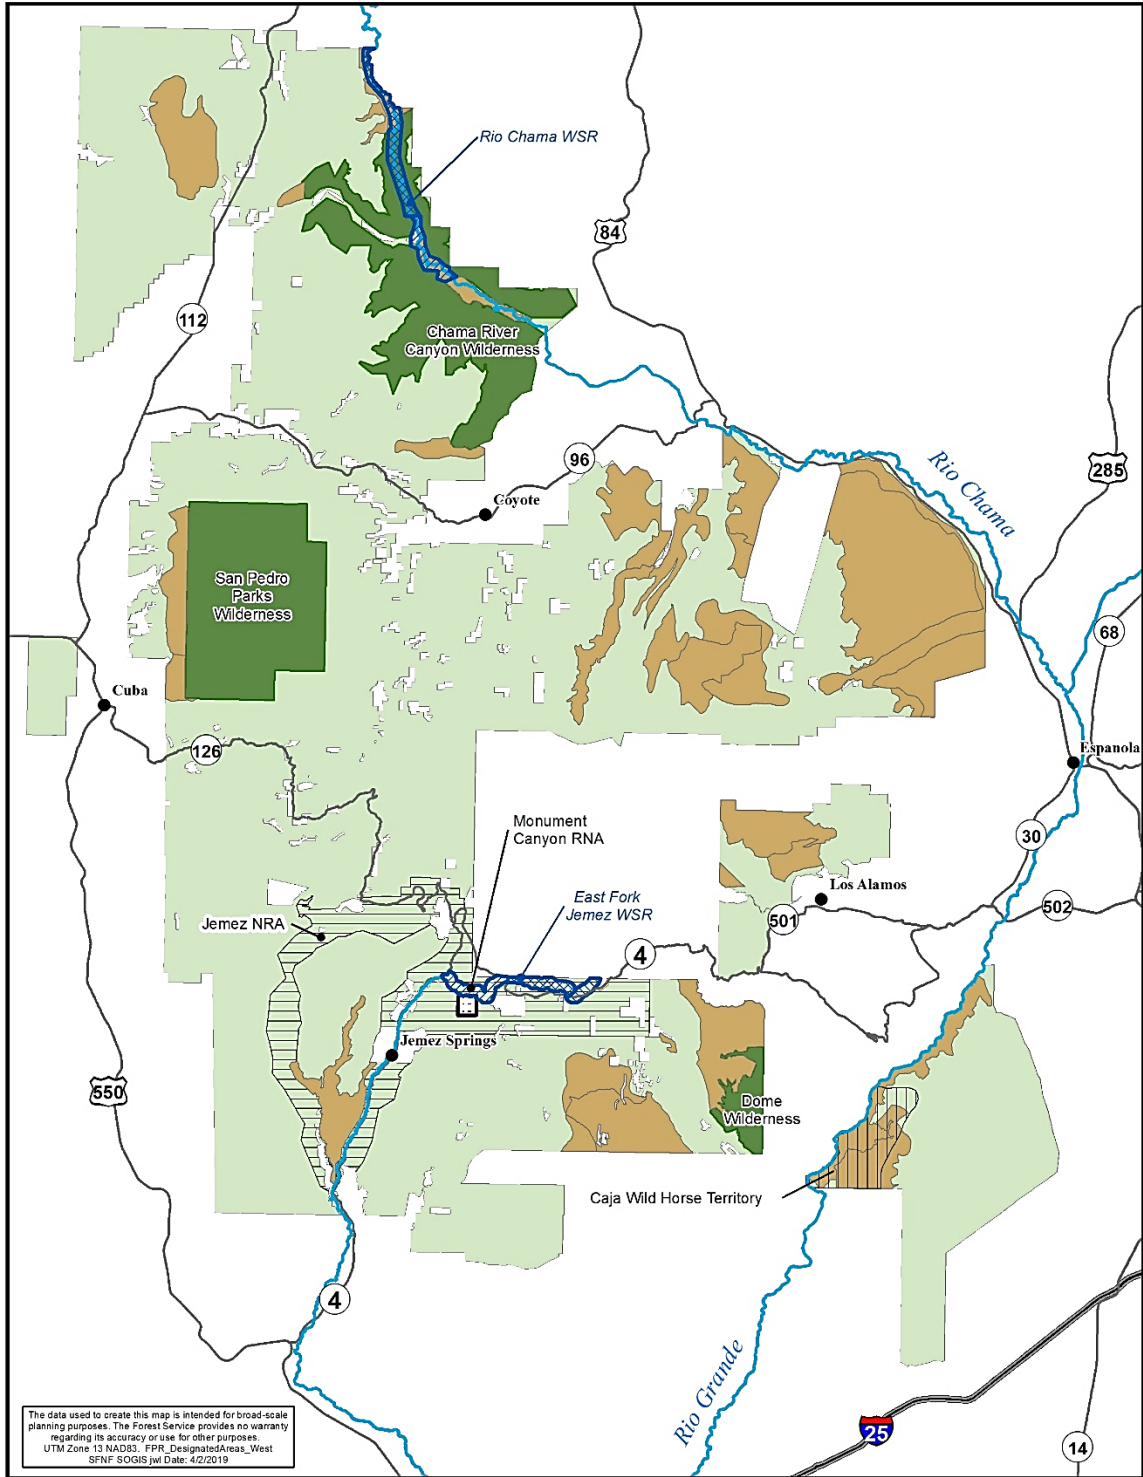 Rio Chama WSR
84
112
Chama River
Canyon Wilderness
96
Rio Chama
285
Coyote
San Pedro
Parks
Wilderness
68
Cuba
126
Espanola
Monument
Canyon RNA
30
Los Alamos
East Fork
Jemez WSR
501
502
Jemez NRA
4
Jemez Springs
550
Dome
Wilderness
Caja Wild Horse Territory
4
Rio Grande
25
14
The data used to create this map is intended for broad-scale
planning purposes. The Forest Service provides no warranty
regarding its accuracy or use for other purposes.
UTM Zone 13 NAD83. FPR_DesignatedAreas_West
SFNF SOGIS jwl Date: 4/2/2019